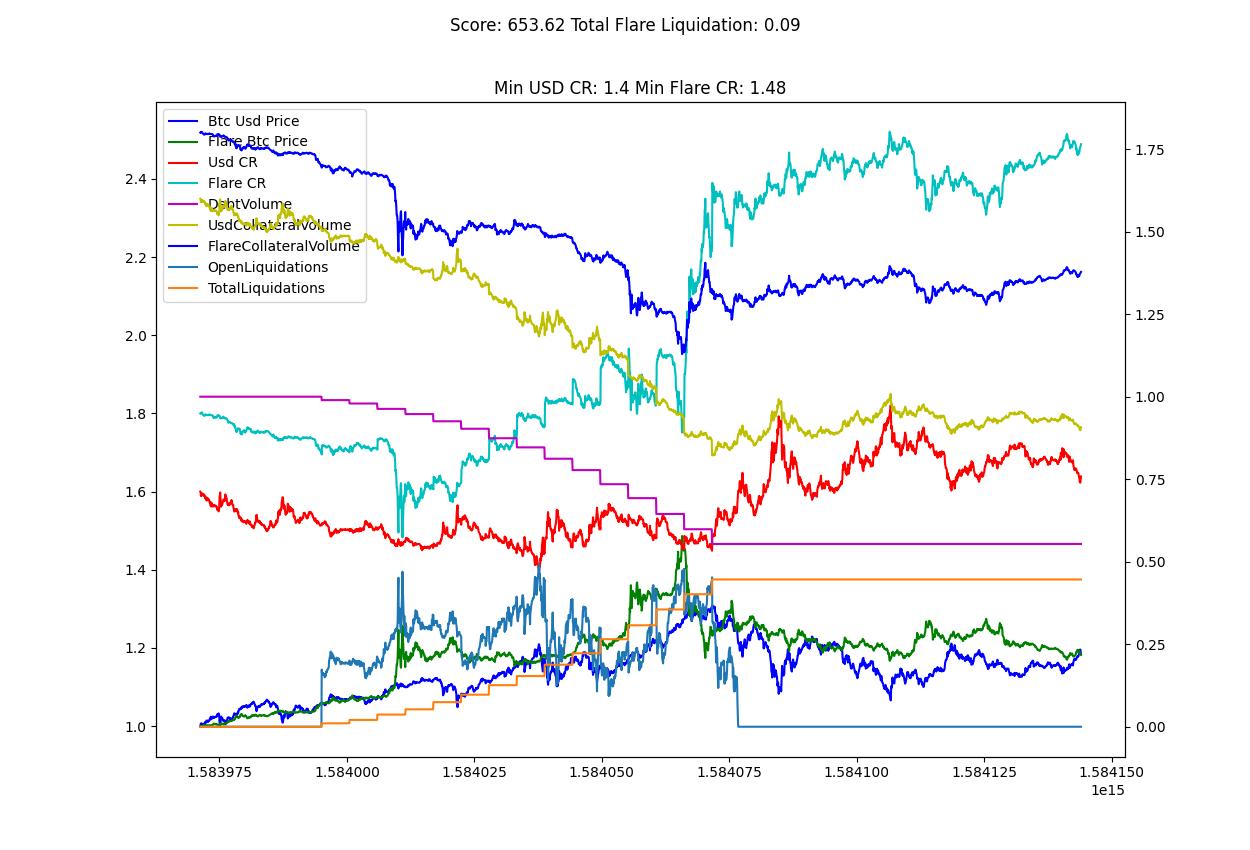 Score: 653.62 Total Flare Liquidation: 0.09
Min USD CR: 1.4 Min Flare CR: 1.48
Btc Usd Price
Flare Btc Price
Usd CR
Flare CR
DebtVolume
UsdCollateralVolume
FlareCollateralVolume
OpenLiquidations
TotalLiquidations
2.4
2.2
2.0
1.8
1.6
1.4
1.2
1.0
1.75
1.50
1.25
1.00
0.75
0.50
0.25
0.00
1.583975 1.584000 1.584025 1.584050 1.584075 1.584100 1.584125 1.584150
1e15